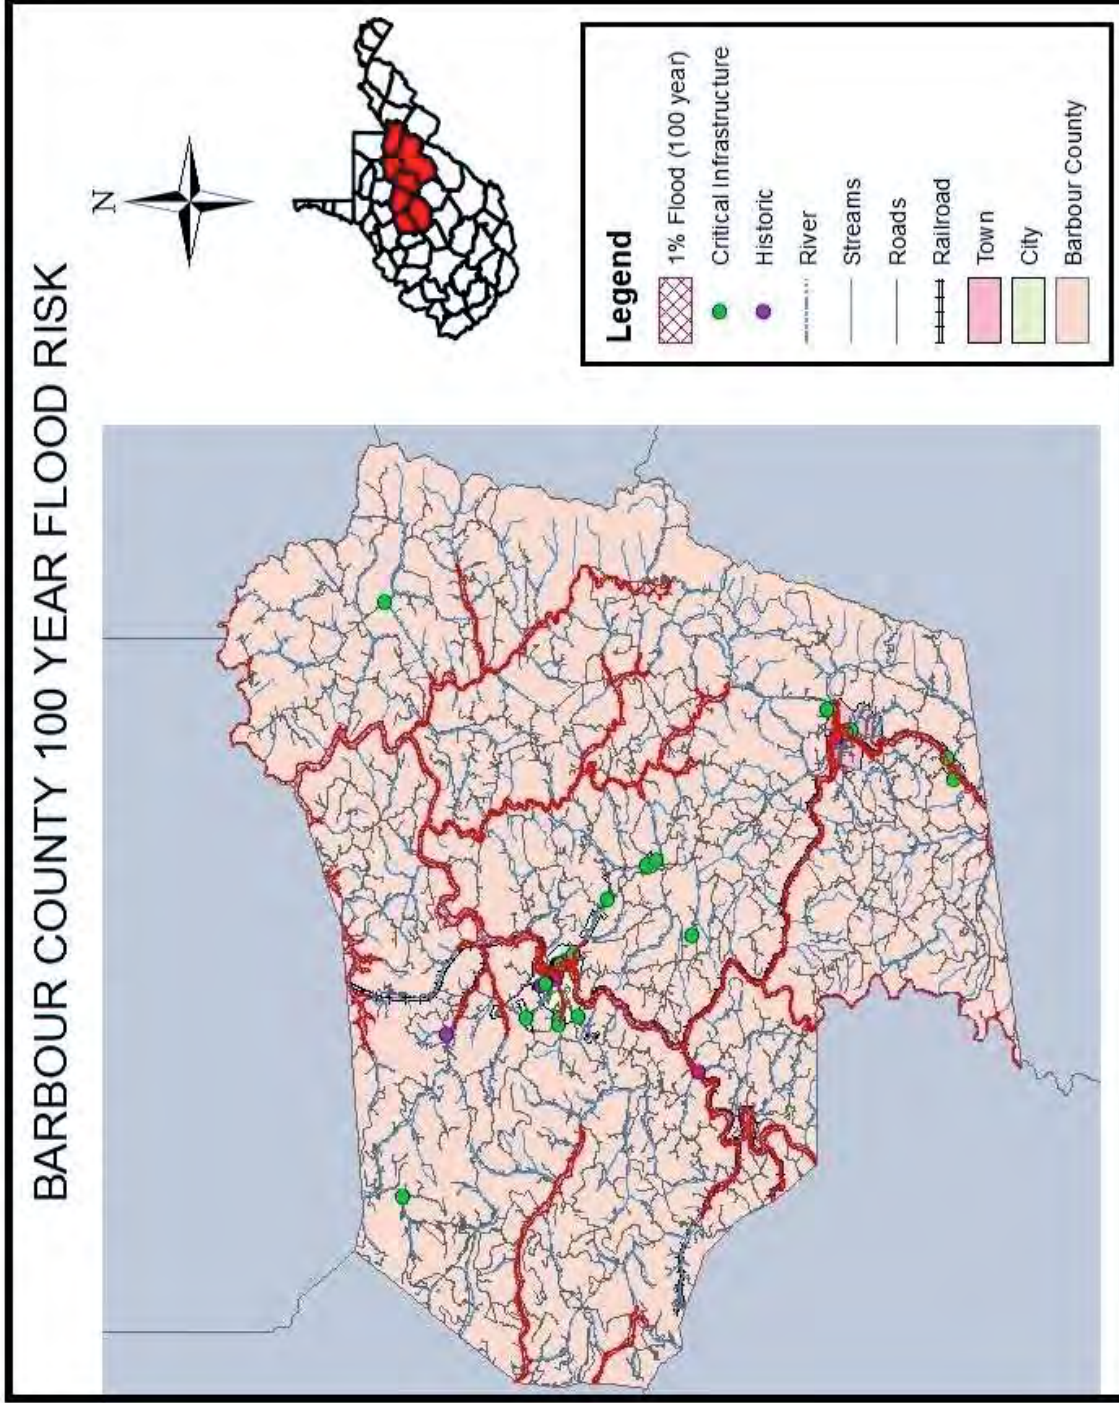 BARBOUR COUNTY 100 YEAR FLOOD RISK
N
Legend
1% Flood (100 year)
Critical Infrastructure
Historic
River
Streams
Roads
Railroad
Town
City
Barbour County